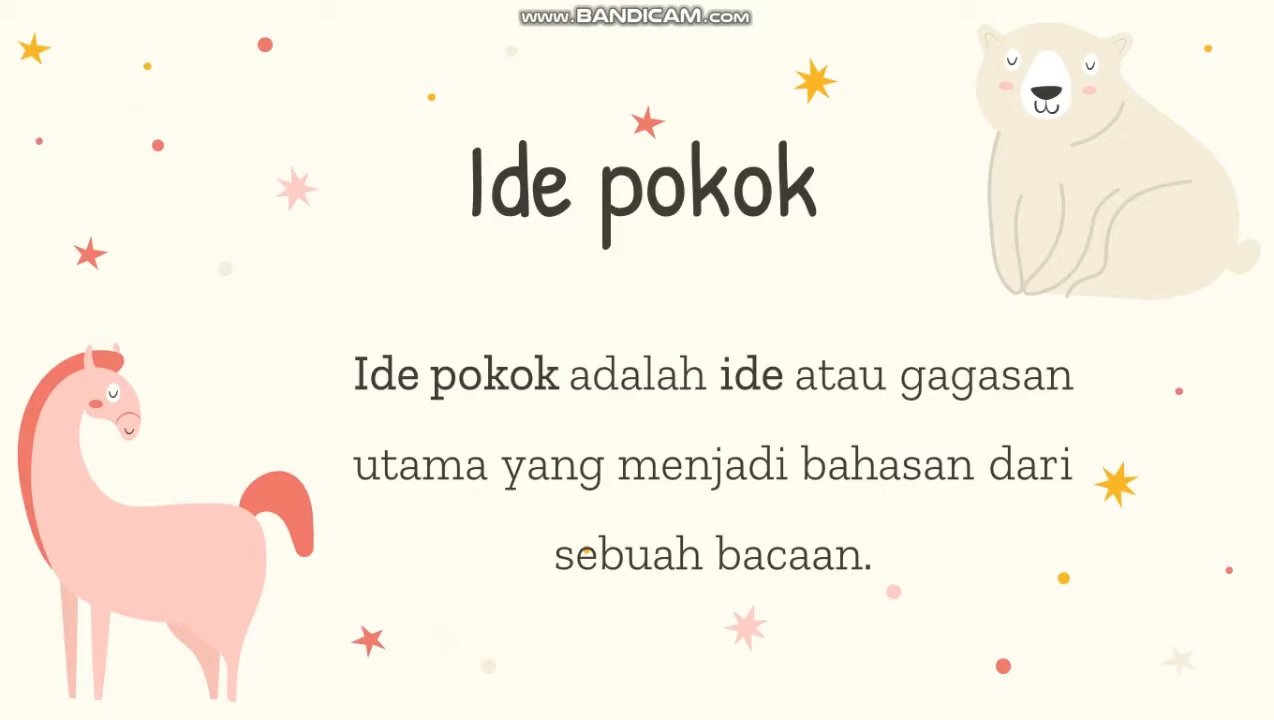 www.BANDICAM.com
Ide pokok
Ide pokok adalah ide atau gagasan
utama yang menjadi bahasan dari
sebuah bacaan.